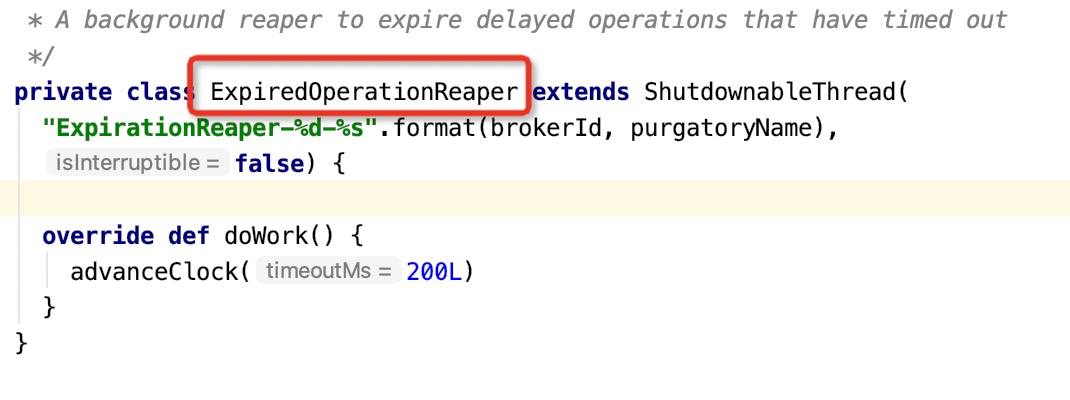 * A background reaper to expire delayed operations that have timed out
*/
private class ExpiredOperationReaper extends ShutdownableThread(
"ExpirationReaper-%d-%s".format(brokerId, purgatoryName),
isInterruptible = false) {
override def doWork() {
advanceClock( timeoutMs = 200L)
}
}